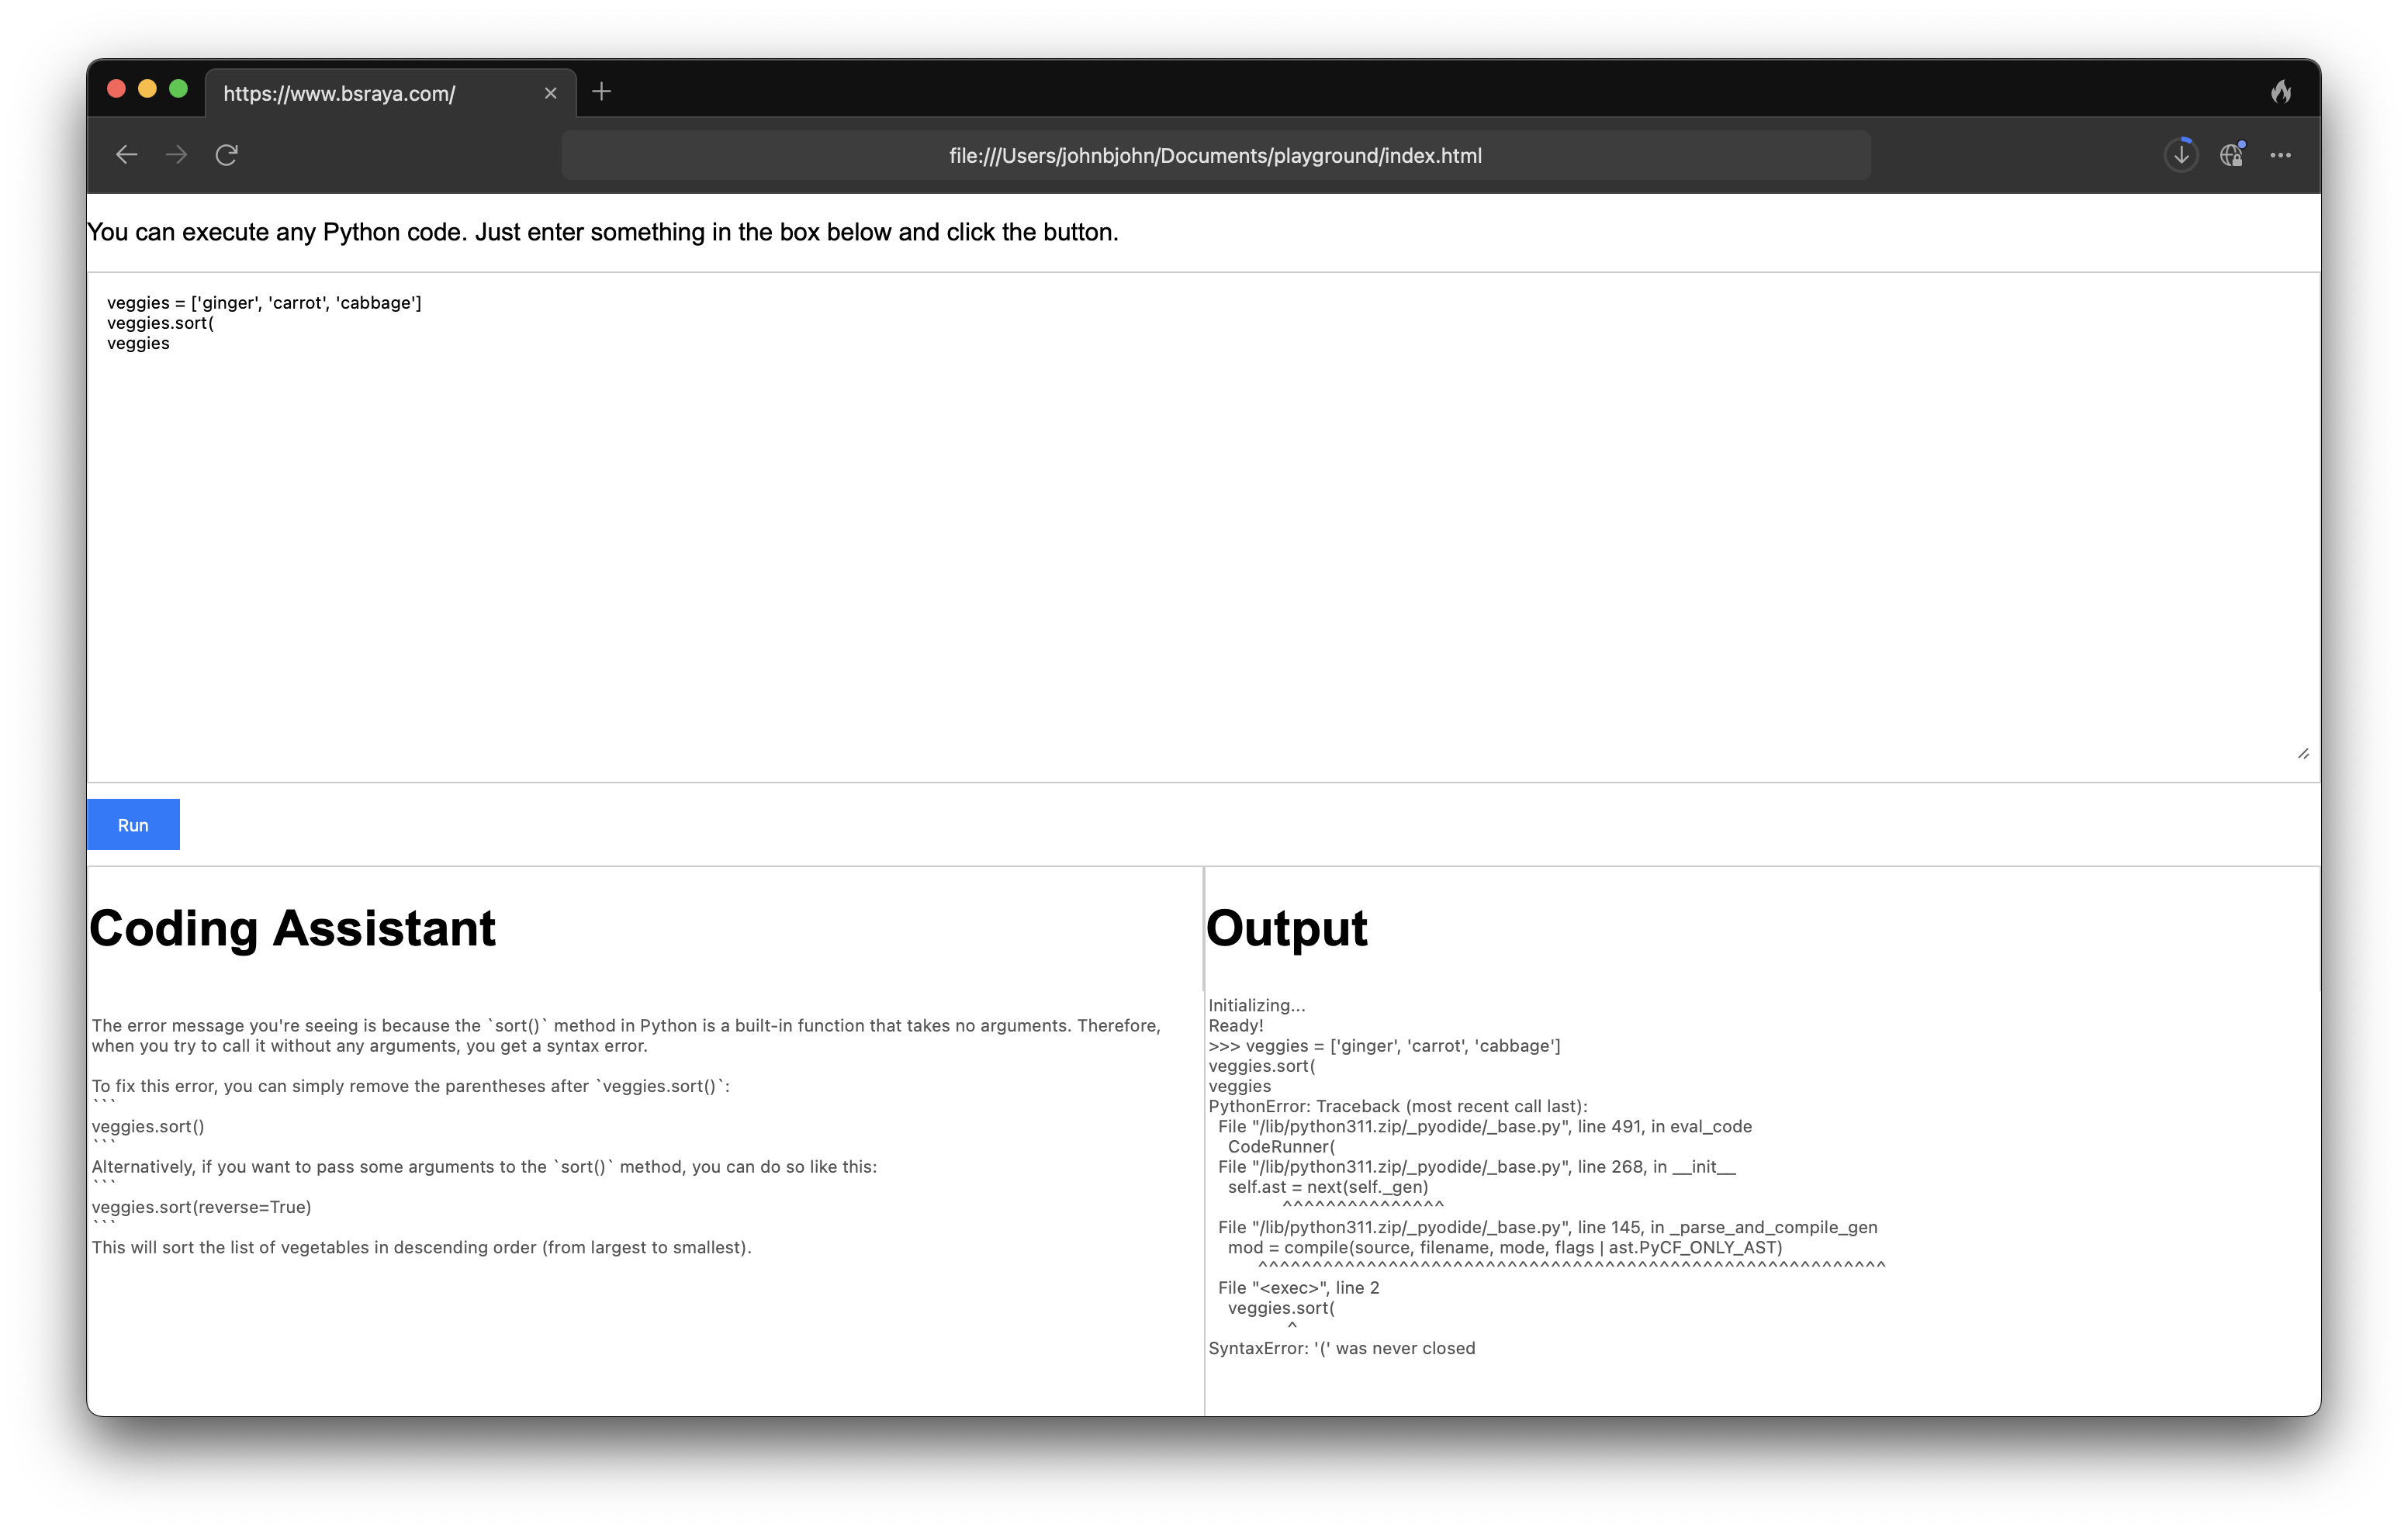 https://www.bsraya.com/
file:///Users/johnbjohn/Documents/playground/index.html
You can execute any Python code. Just enter something in the box below and click the button.
veggies = ['ginger', 'carrot', 'cabbage']
veggies.sort(
veggies
Run
Coding Assistant
The error message you're seeing is because the `sort()` method in Python is a built-in function that takes no arguments. Therefore,
when you try to call it without any arguments, you get a syntax error.
To fix this error, you can simply remove the parentheses after `veggies.sort()`:
```
veggies.sort()
```
Alternatively, if you want to pass some arguments to the `sort()` method, you can do so like this:
```
veggies.sort(reverse=True)
```
This will sort the list of vegetables in descending order (from largest to smallest).
Output
Initializing...
Ready!
>>> veggies = ['ginger', 'carrot', 'cabbage']
veggies.sort(
veggies
PythonError: Traceback (most recent call last):
  File "/lib/python311.zip/_pyodide/_base.py", line 491, in eval_code
    CodeRunner(
  File "/lib/python311.zip/_pyodide/_base.py", line 268, in __init__
    self.ast = next(self._gen)
               ^^^^^^^^^^^^^^^
  File "/lib/python311.zip/_pyodide/_base.py", line 145, in _parse_and_compile_gen
    mod = compile(source, filename, mode, flags | ast.PyCF_ONLY_AST)
          ^^^^^^^^^^^^^^^^^^^^^^^^^^^^^^^^^^^^^^^^^^^^^^^^^^^^^^^^^^
  File "<exec>", line 2
    veggies.sort(
                ^
SyntaxError: '(' was never closed